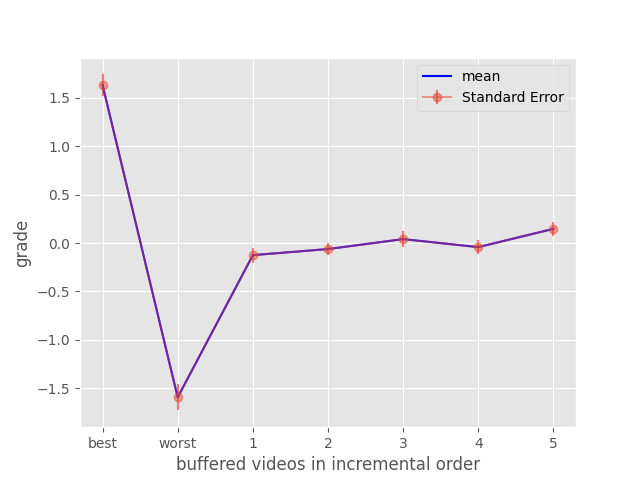 mean
Standard Error
1.5
1.0
0.5
0.0
−0.5
−1.0
−1.5
grade
best worst 1 2 3 4 5
buffered videos in incremental order